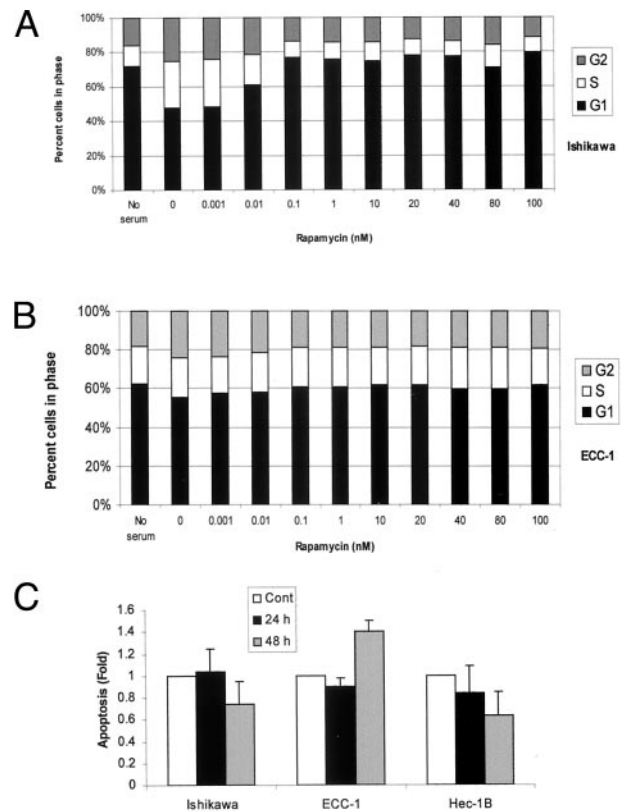 A
100%
80%
60%
40%
20%
0%
Percent cells in phase
No serum
0
0.001
0.01
0.1
1
10
20
40
80
100
Rapamycin (nM)
G2
S
G1
Ishikawa
B
100%
80%
60%
40%
20%
0%
Percent cells in phase
No serum
0
0.001
0.01
0.1
1
10
20
40
80
100
Rapamycin (nM)
G2
S
G1
ECC-1
C
1.6
1.4
1.2
1
0.8
0.6
0.4
0.2
0
Apoptosis (Fold)
Cont
24 h
48 h
Ishikawa
ECC-1
Hec-1B